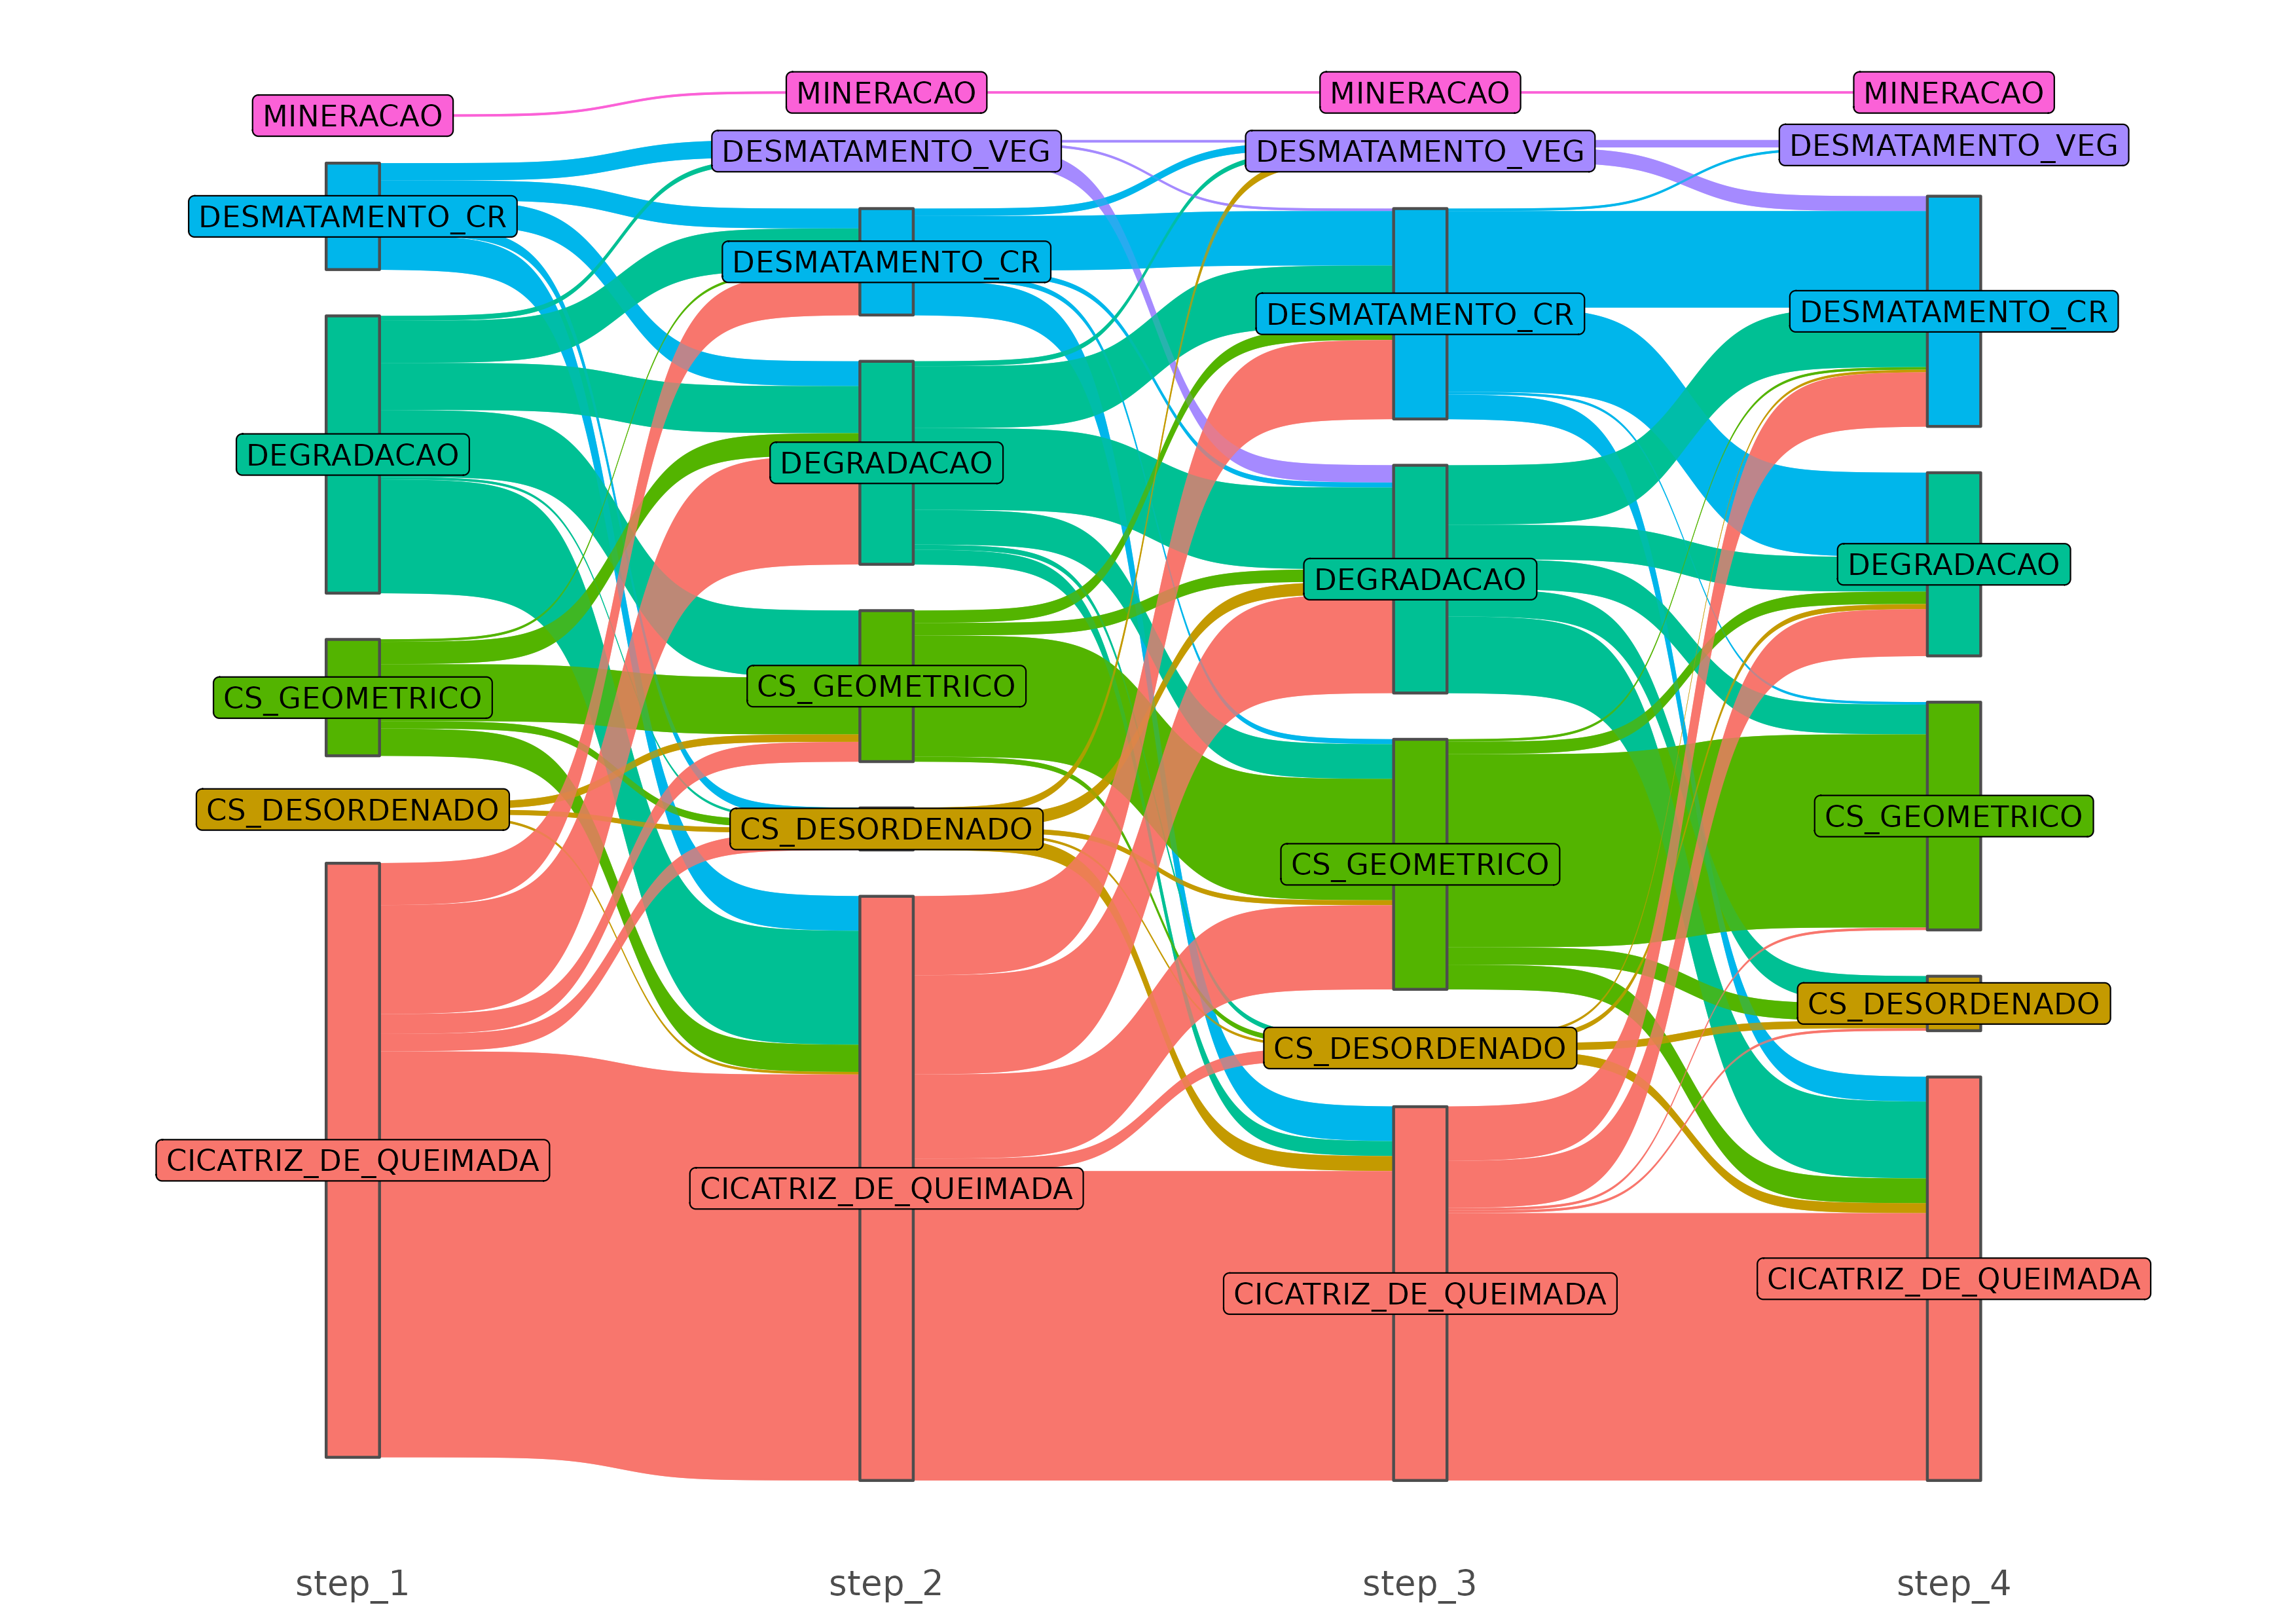 MINERACAO
DESMATAMENTO_CR
DEGRADACAO
CS_GEOMETRICO
CS_DESORDENADO
CICATRIZ_DE_QUEIMADA
MINERACAO
DESMATAMENTO_VEG
DESMATAMENTO_CR
DEGRADACAO
CS_GEOMETRICO
CS_DESORDENADO
CICATRIZ_DE_QUEIMADA
MINERACAO
DESMATAMENTO_VEG
DESMATAMENTO_CR
DEGRADACAO
CS_GEOMETRICO
CS_DESORDENADO
CICATRIZ_DE_QUEIMADA
MINERACAO
DESMATAMENTO_VEG
DESMATAMENTO_CR
DEGRADACAO
CS_GEOMETRICO
CS_DESORDENADO
CICATRIZ_DE_QUEIMADA
step_1
step_2
step_3
step_4